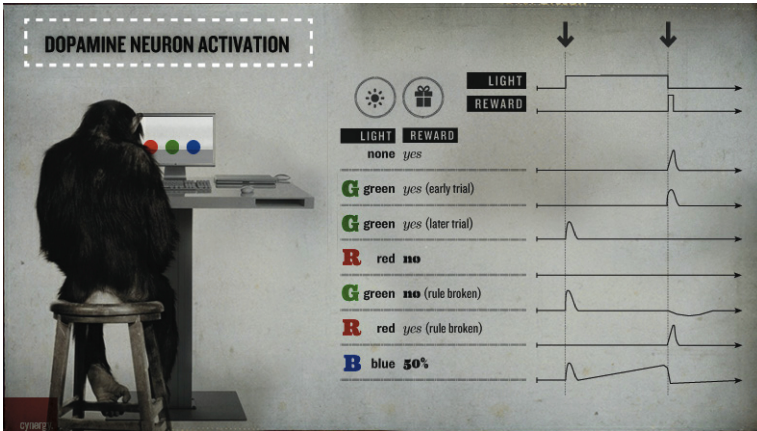 DOPAMINE NEURON ACTIVATION
LIGHT
REWARD
LIGHT REWARD
none yes
G green yes (early trial)
G green yes (later trial)
R red no
G green no (rule broken)
R red yes (rule broken)
B blue 50%